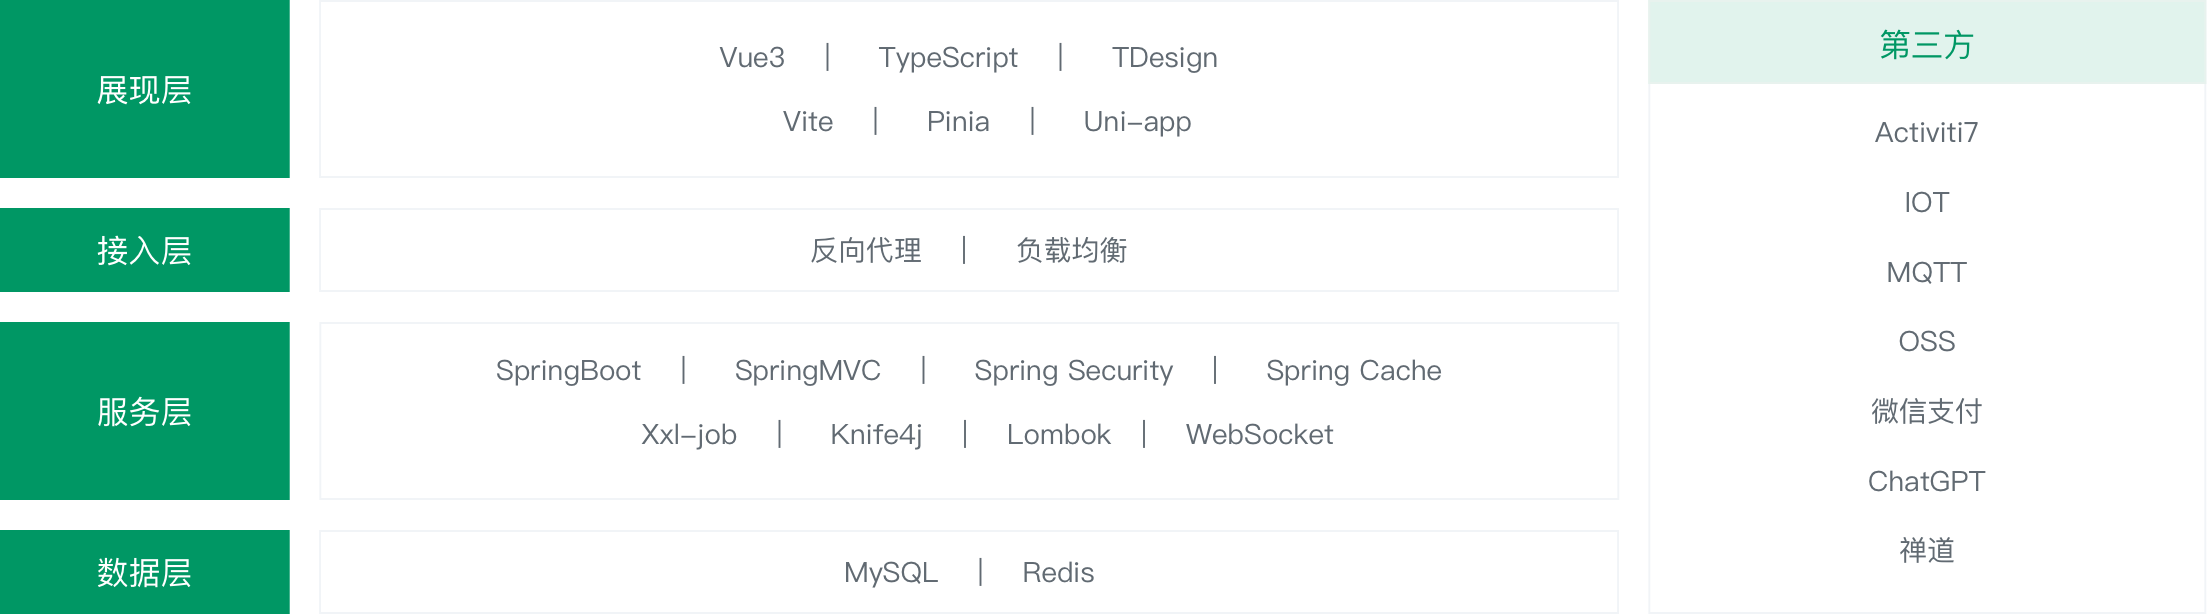 展现层
Vue3 | TypeScript | TDesign
Vite | Pinia | Uni-app
接入层
反向代理 | 负载均衡
服务层
SpringBoot | SpringMVC | Spring Security | Spring Cache
Xxl-job | Knife4j | Lombok | WebSocket
数据层
MySQL | Redis
第三方
Activiti7
IOT
MQTT
OSS
微信支付
ChatGPT
禅道